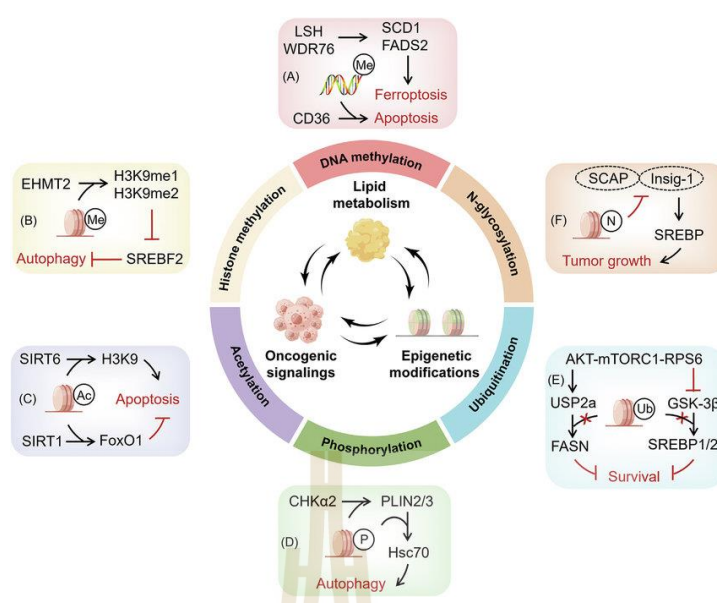 LSH
WDR76
SCD1
FADS2
Me
(A)
Ferroptosis
CD36
Apoptosis
DNA methylation
Histone methylation
N-glycosylation
Acetylation
Ubiquitination
Phosphorylation
Lipid
metabolism
Oncogenic
signalings
Epigenetic
modifications
EHMT2
H3K9me1
H3K9me2
(B)
Me
Autophagy
SREBF2
SIRT6
H3K9
(C)
Ac
Apoptosis
SIRT1
FoxO1
CHKα2
PLIN2/3
(D)
P
Hsc70
Autophagy
AKT-mTORC1-RPS6
(E)
USP2a
Ub
GSK-3β
FASN
SREBP1/2
Survival
SCAP
Insig-1
(F)
N
SREBP
Tumor growth